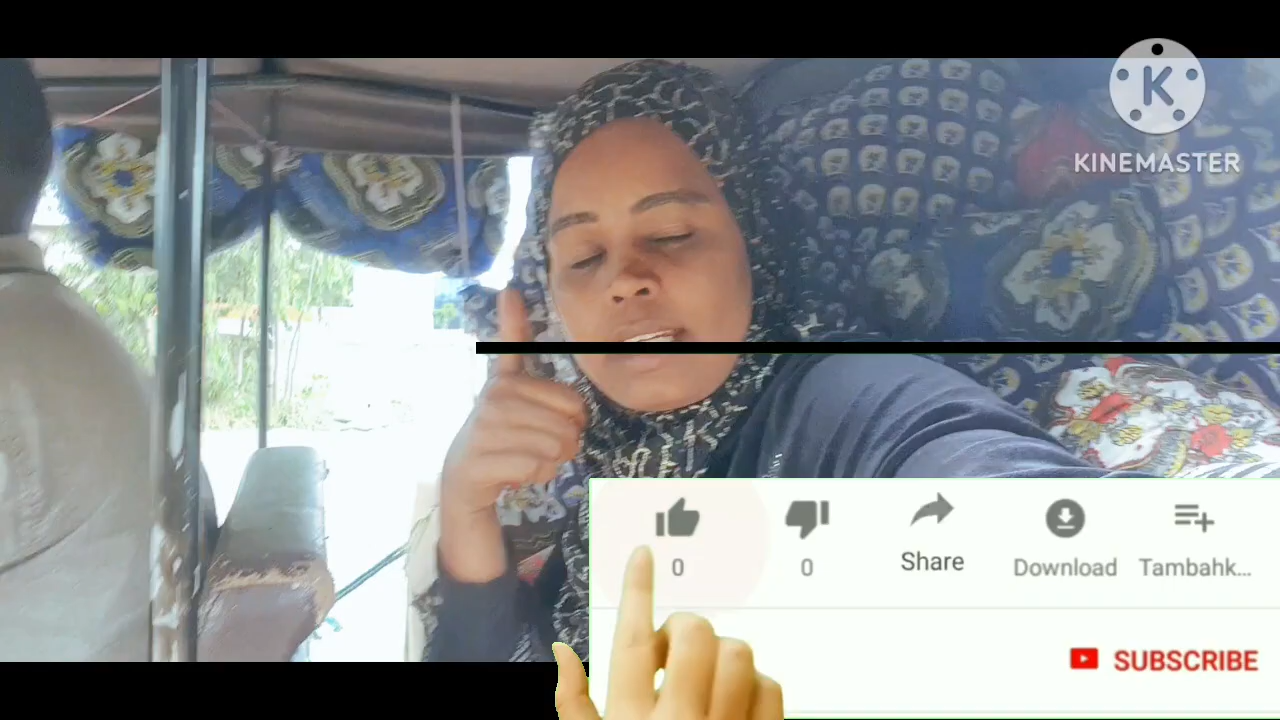 K
KINEMASTER
0
0
Share
Download
Tambahk...
SUBSCRIBE